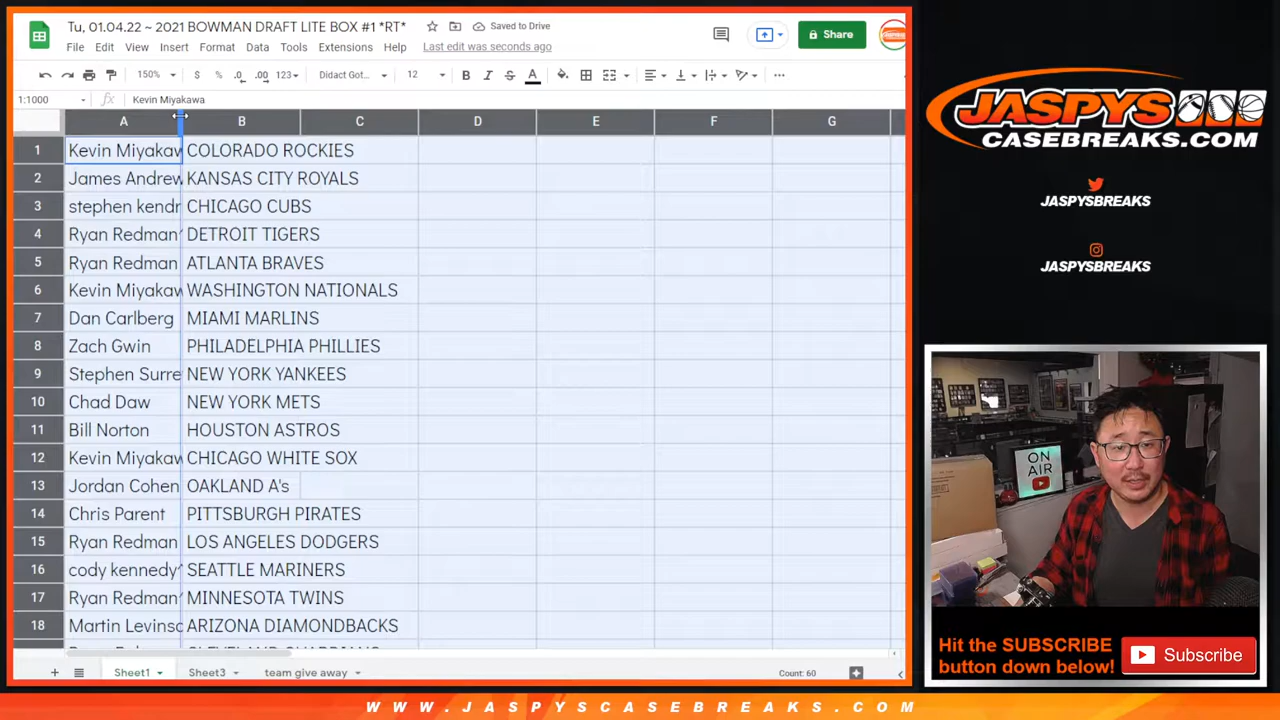 Tu, 01.04.22 ~ 2021 BOWMAN DRAFT LITE BOX #1 *RT*
Saved to Drive
File Edit View Insert Format Data Tools Extensions Help Last edit was seconds ago
Share
150% $ % .0 .00 123 Didact Got... 12 B I S A
1:1000 fx Kevin Miyakawa
A B C D E F G
1 Kevin Miyakaw COLORADO ROCKIES
2 James Andrew KANSAS CITY ROYALS
3 stephen kendr CHICAGO CUBS
4 Ryan Redman DETROIT TIGERS
5 Ryan Redman ATLANTA BRAVES
6 Kevin Miyakaw WASHINGTON NATIONALS
7 Dan Carlberg MIAMI MARLINS
8 Zach Gwin PHILADELPHIA PHILLIES
9 Stephen Surre NEW YORK YANKEES
10 Chad Daw NEW YORK METS
11 Bill Norton HOUSTON ASTROS
12 Kevin Miyakaw CHICAGO WHITE SOX
13 Jordan Cohen OAKLAND A's
14 Chris Parent PITTSBURGH PIRATES
15 Ryan Redman LOS ANGELES DODGERS
16 cody kennedy SEATTLE MARINERS
17 Ryan Redman MINNESOTA TWINS
18 Martin Levinso ARIZONA DIAMONDBACKS
Sheet1 Sheet3 team give away Count: 60
JASPYS
CASEBREAKS.COM
JASPYSBREAKS
JASPYSBREAKS
ON
AIR
Hit the SUBSCRIBE
button down below!
Subscribe
WWW.JASPYSCASEBREAKS.COM